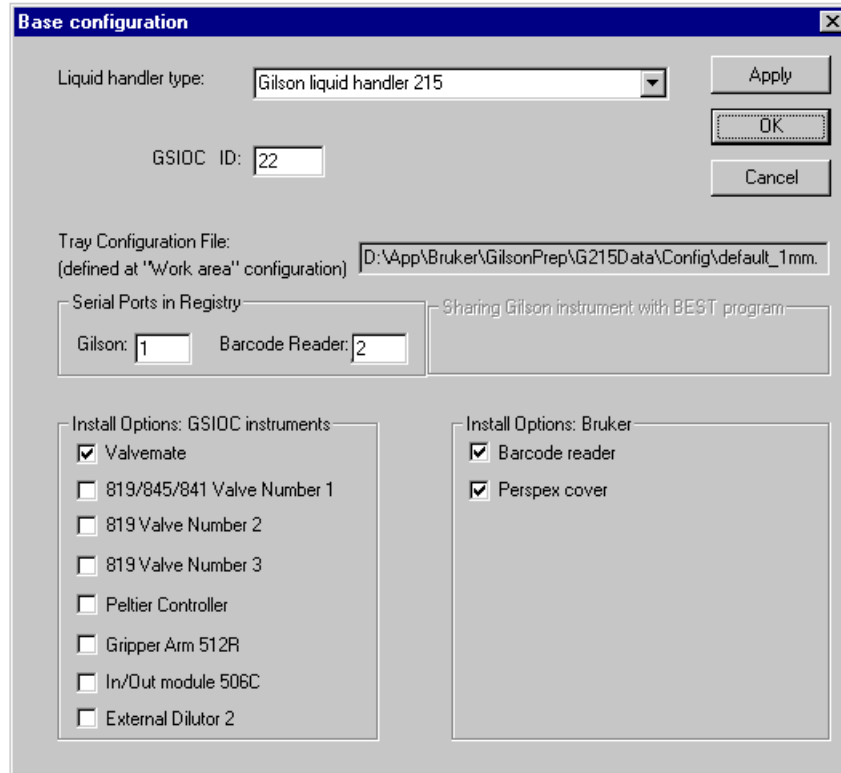 Base configuration
Liquid handler type: Gilson liquid handler 215
Apply
OK
GSIOC ID: 22
Cancel
Tray Configuration File:
(defined at "Work area" configuration) D:\App\Bruker\GilsonPrep\G215Data\Config\default_1mm.
Serial Ports in Registry
Gilson: 1 Barcode Reader: 2
Sharing Gilson instrument with BEST program
Install Options: GSIOC instruments
Valvemate
819/845/841 Valve Number 1
819 Valve Number 2
819 Valve Number 3
Peltier Controller
Gripper Arm 512R
In/Out module 506C
External Dilutor 2
Install Options: Bruker
Barcode reader
Perspex cover